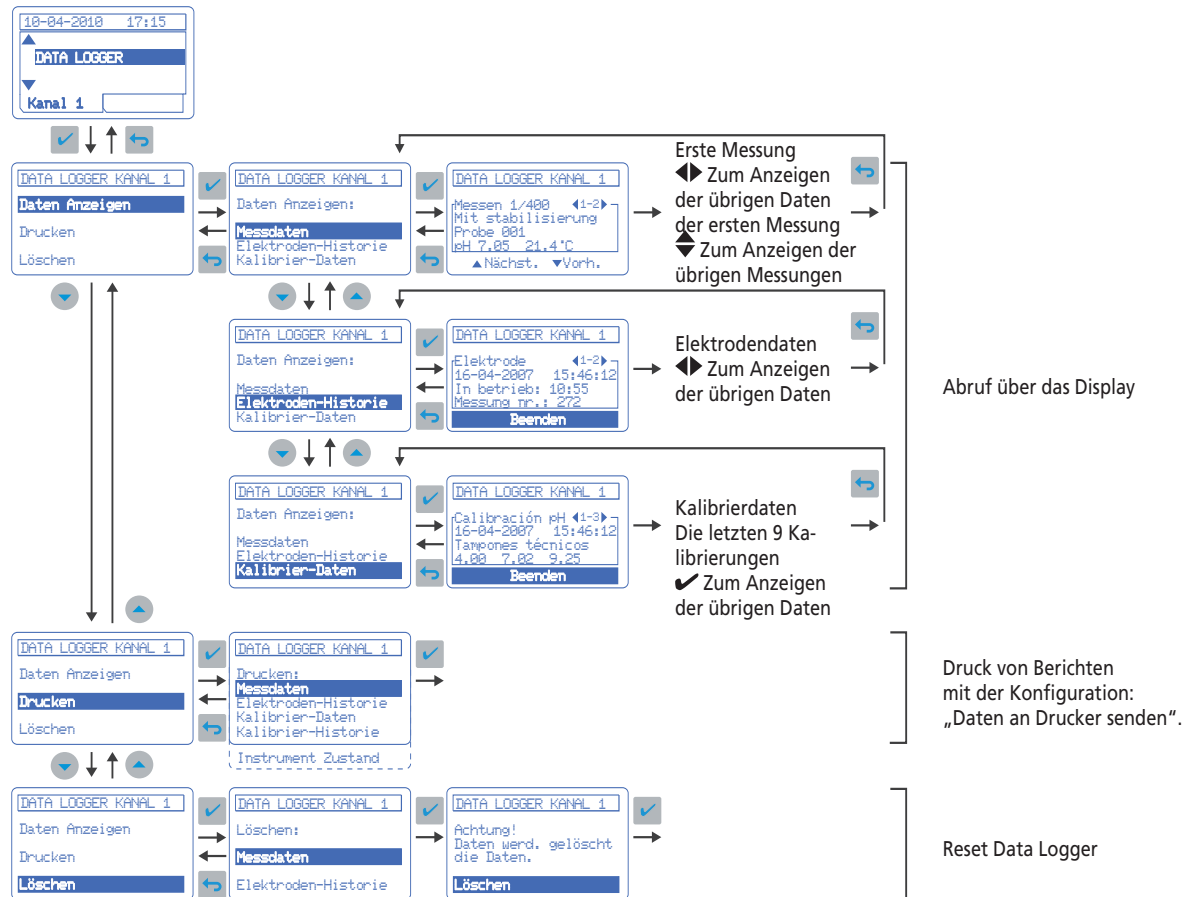 10-04-2010 17:15
DATA LOGGER
Kanal 1
DATA LOGGER KANAL 1
Daten Anzeigen
Drucken
Löschen
DATA LOGGER KANAL 1
Daten Anzeigen:
Messdaten
Elektroden-Historie
Kalibrier-Daten
DATA LOGGER KANAL 1
Messen 1/400 1-2
Mit stabilisierung
Probe 001
pH 7.05 21.4°C
▲Nächst. ▼Vorh.
Erste Messung
◀▶ Zum Anzeigen
der übrigen Daten
der ersten Messung
▲▼ Zum Anzeigen der
übrigen Messungen
DATA LOGGER KANAL 1
Daten Anzeigen:
Messdaten
Elektroden-Historie
Kalibrier-Daten
DATA LOGGER KANAL 1
Elektrode 1-2
16-04-2007 15:46:12
In betrieb: 10:55
Messung nr.: 272
Beenden
Elektrodendaten
◀▶ Zum Anzeigen
der übrigen Daten
Abruf über das Display
DATA LOGGER KANAL 1
Daten Anzeigen:
Messdaten
Elektroden-Historie
Kalibrier-Daten
DATA LOGGER KANAL 1
Calibración pH 1-3
16-04-2007 15:46:12
Tampones técnicos
4.00 7.02 9.25
Beenden
Kalibrierdaten
Die letzten 9 Ka-
librierungen
✔ Zum Anzeigen
der übrigen Daten
DATA LOGGER KANAL 1
Daten Anzeigen
Drucken
Löschen
DATA LOGGER KANAL 1
Drucken:
Messdaten
Elektroden-Historie
Kalibrier-Daten
Kalibrier-Historie
Instrument Zustand
Druck von Berichten
mit der Konfiguration:
„Daten an Drucker senden“.
DATA LOGGER KANAL 1
Daten Anzeigen
Drucken
Löschen
DATA LOGGER KANAL 1
Löschen:
Messdaten
Elektroden-Historie
DATA LOGGER KANAL 1
Achtung!
Daten werd. gelöscht
die Daten.
Löschen
Reset Data Logger